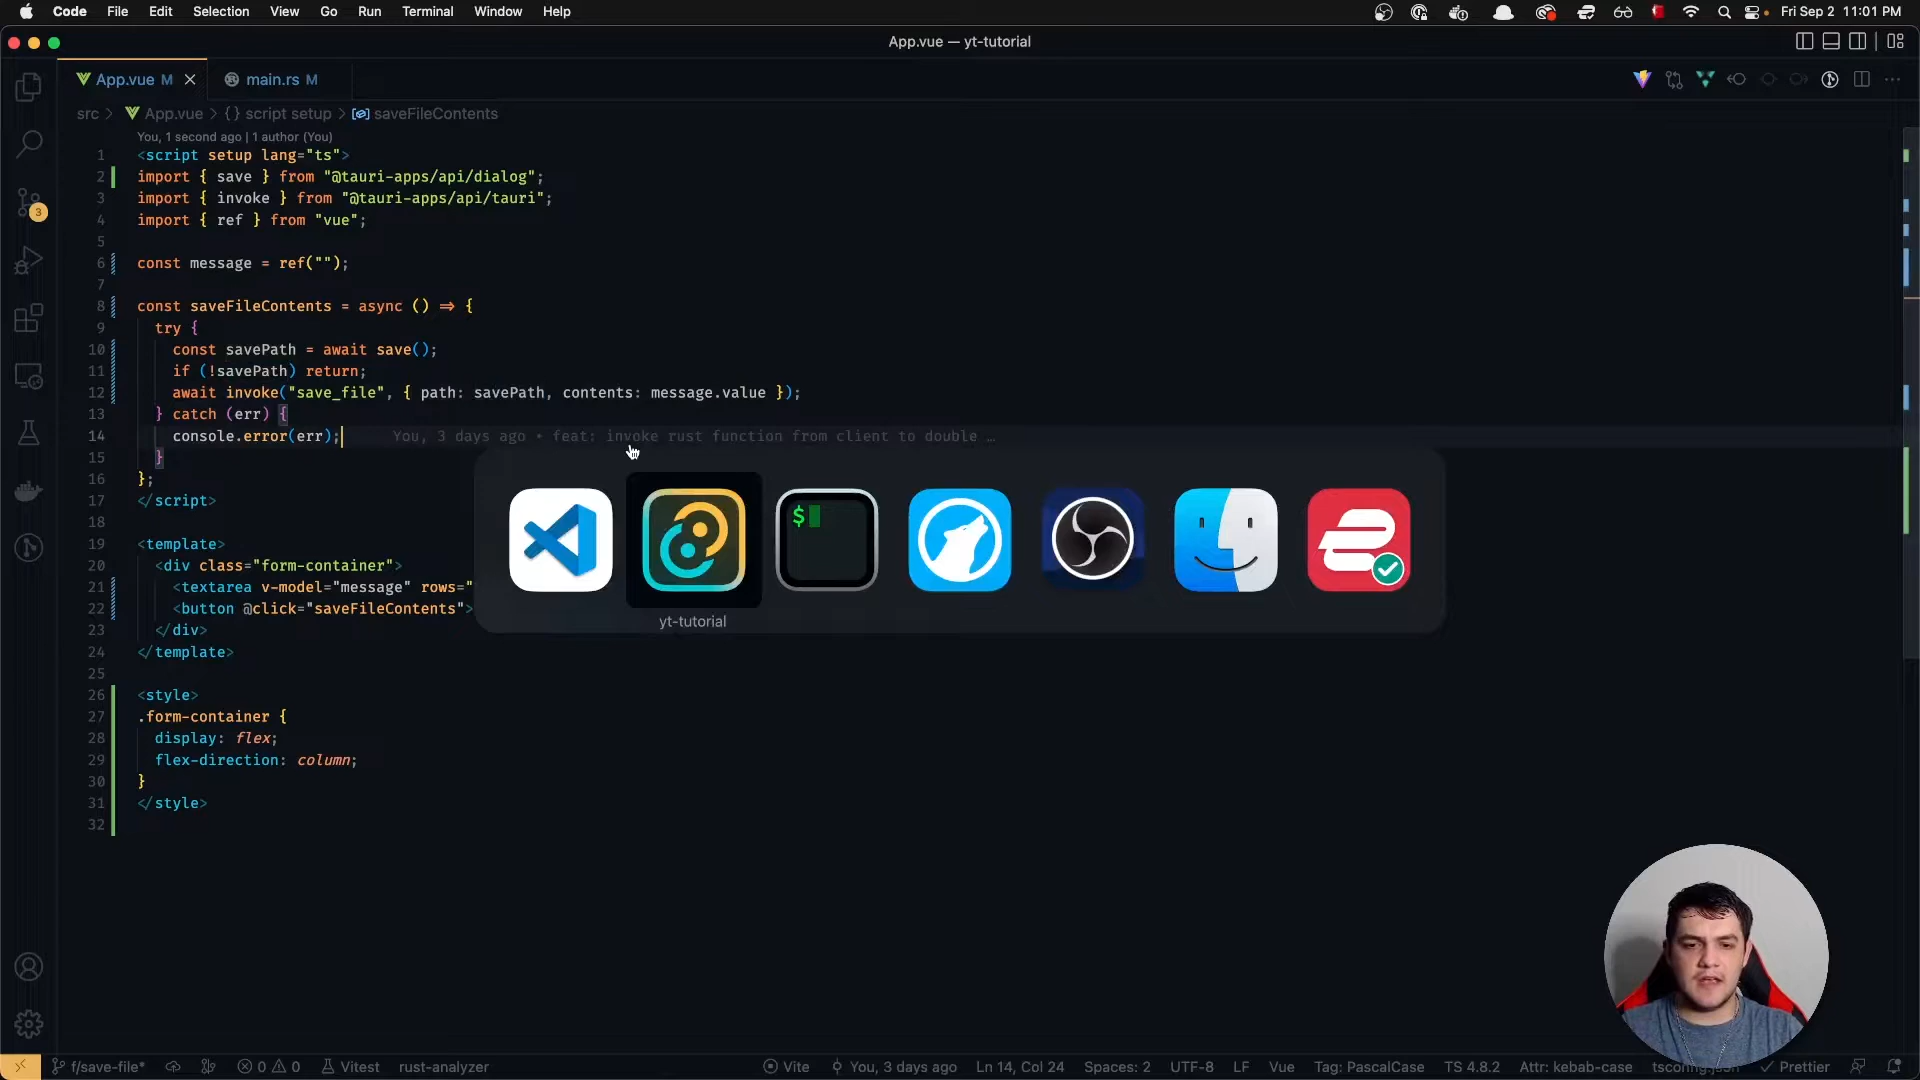 Code File Edit Selection View Go Run Terminal Window Help Fri Sep 2 11:01 PM
App.vue — yt-tutorial
App.vue M main.rs M
src > App.vue > {} script setup > saveFileContents
You, 1 second ago | 1 author (You)
1 <script setup lang="ts">
2 import { save } from "@tauri-apps/api/dialog";
3 import { invoke } from "@tauri-apps/api/tauri";
4 import { ref } from "vue";
5
6 const message = ref("");
7
8 const saveFileContents = async () => {
9 try {
10 const savePath = await save();
11 if (!savePath) return;
12 await invoke("save_file", { path: savePath, contents: message.value });
13 } catch (err) {
14 console.error(err); You, 3 days ago • feat: invoke rust function from client to double …
15 }
16 };
17 </script>
18
19 <template>
20 <div class="form-container">
21 <textarea v-model="message" rows="
22 <button @click="saveFileContents">
23 </div>
24 </template>
25
26 <style>
27 .form-container {
28 display: flex;
29 flex-direction: column;
30 }
31 </style>
32
3
$
yt-tutorial
f/save-file* 0 0 Vitest rust-analyzer Vite You, 3 days ago Ln 14, Col 24 Spaces: 2 UTF-8 LF Vue Tag: PascalCase TS 4.8.2 Attr: kebab-case Prettier